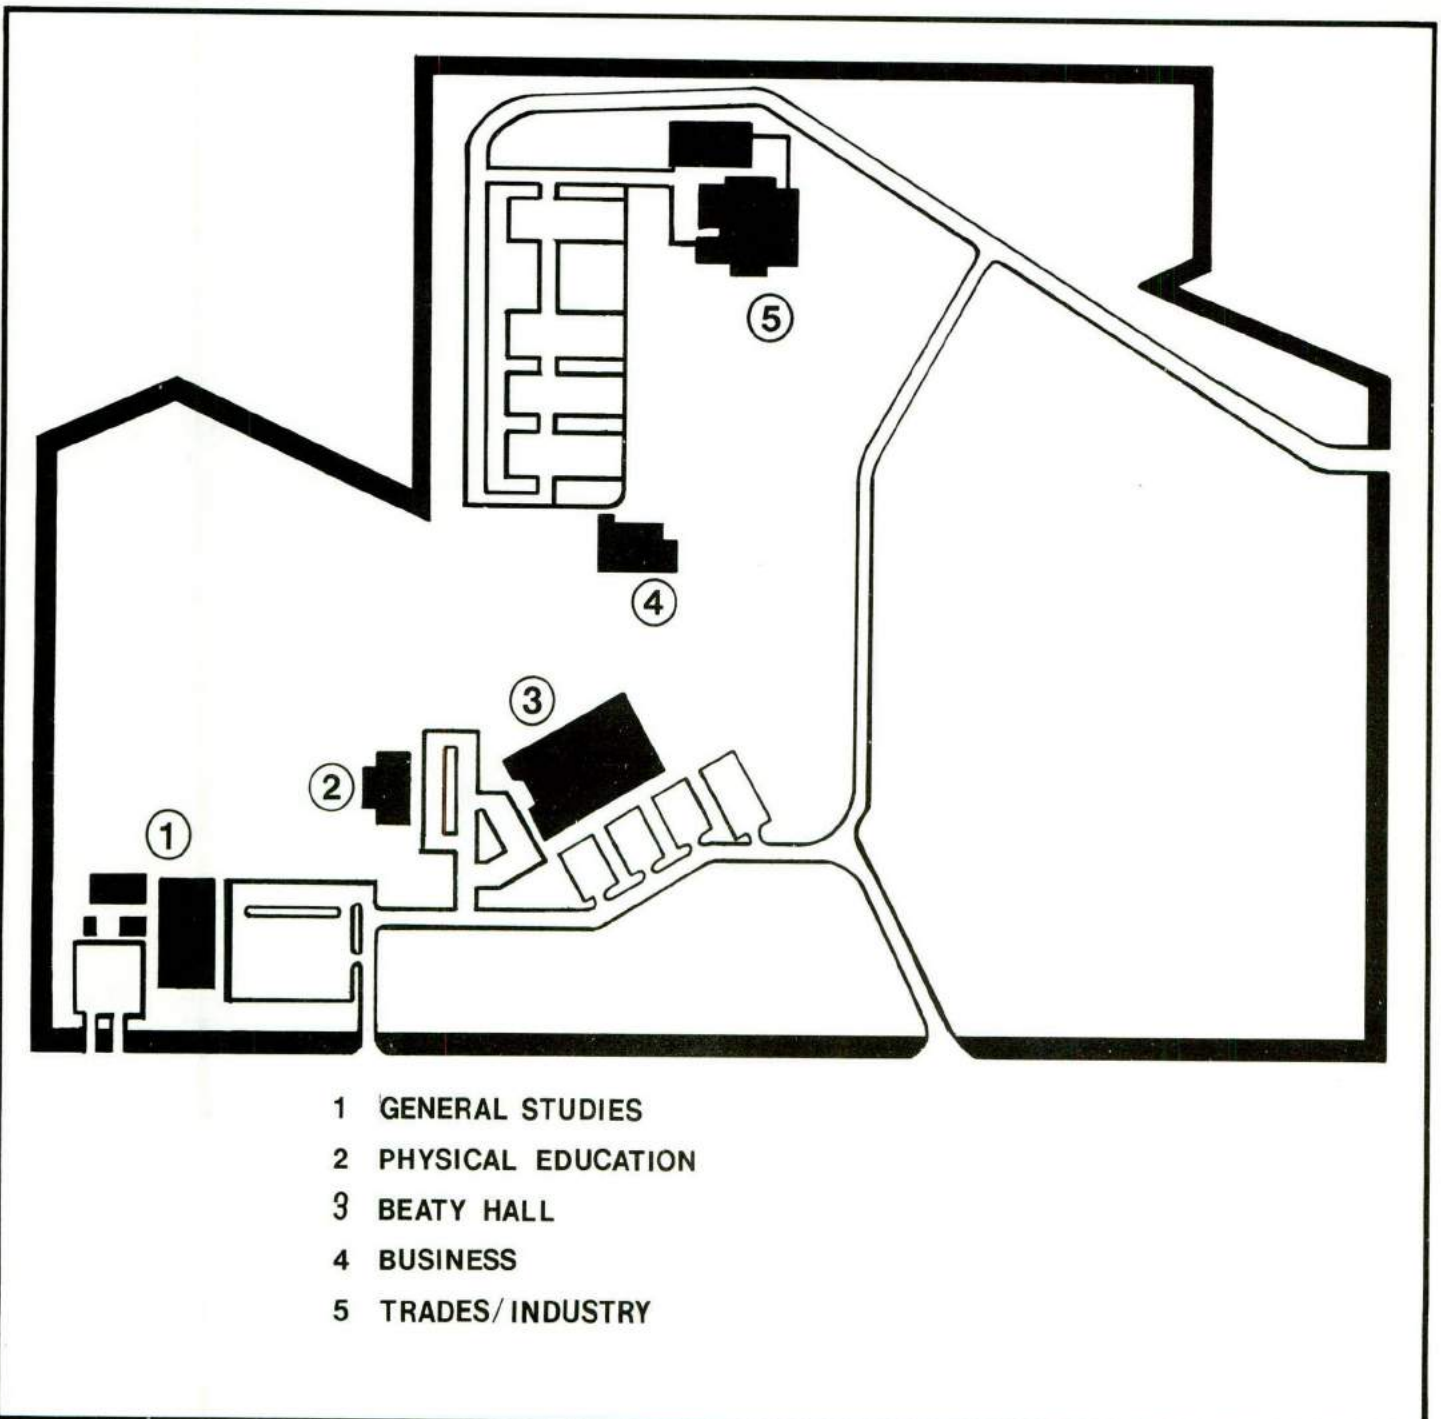 5
4
3
2
1
1 GENERAL STUDIES
2 PHYSICAL EDUCATION
3 BEATY HALL
4 BUSINESS
5 TRADES/INDUSTRY